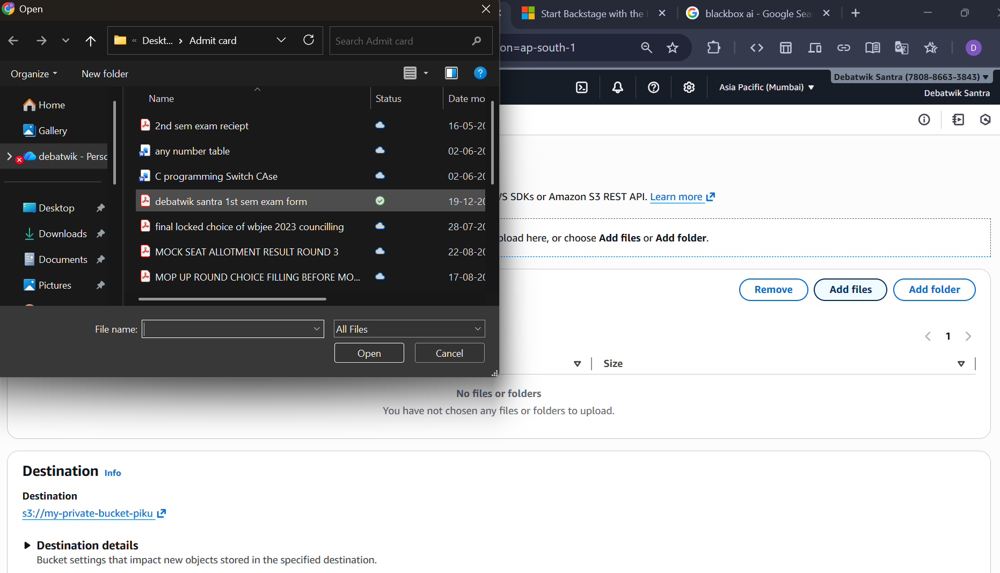 Open
Start Backstage with the
blackbox ai - Google Sea
« Deskt... › Admit card
Search Admit card
on=ap-south-1
D
Organize
New folder
Asia Pacific (Mumbai) ▼
Debatwik Santra (7808-8663-3843) ▼
Debatwik Santra
Name
Status
Date mo
Home
Gallery
debatwik - Perso
Desktop
Downloads
Documents
Pictures
2nd sem exam reciept
16-05-20
any number table
02-06-20
C programming Switch CAse
02-06-20
debatwik santra 1st sem exam form
19-12-20
final locked choice of wbjee 2023 councilling
28-07-20
MOCK SEAT ALLOTMENT RESULT ROUND 3
22-08-20
MOP UP ROUND CHOICE FILLING BEFORE MO...
17-08-20
File name:
All Files
Open
Cancel
/S SDKs or Amazon S3 REST API. Learn more
pload here, or choose Add files or Add folder.
Remove
Add files
Add folder
1
Size
No files or folders
You have not chosen any files or folders to upload.
Destination Info
Destination
s3://my-private-bucket-piku
Destination details
Bucket settings that impact new objects stored in the specified destination.